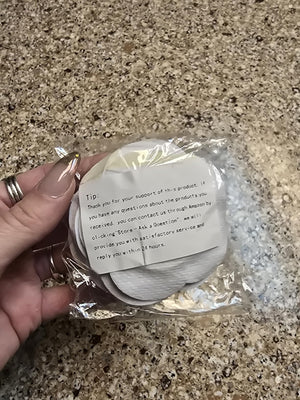 Tip:
Thank you for your support of this product. If
you have any questions about the products you
received, you can contact us through Amazon by
clicking "Store - Ask a Question", we will
provide you with satisfactory service and
reply you within 24 hours.